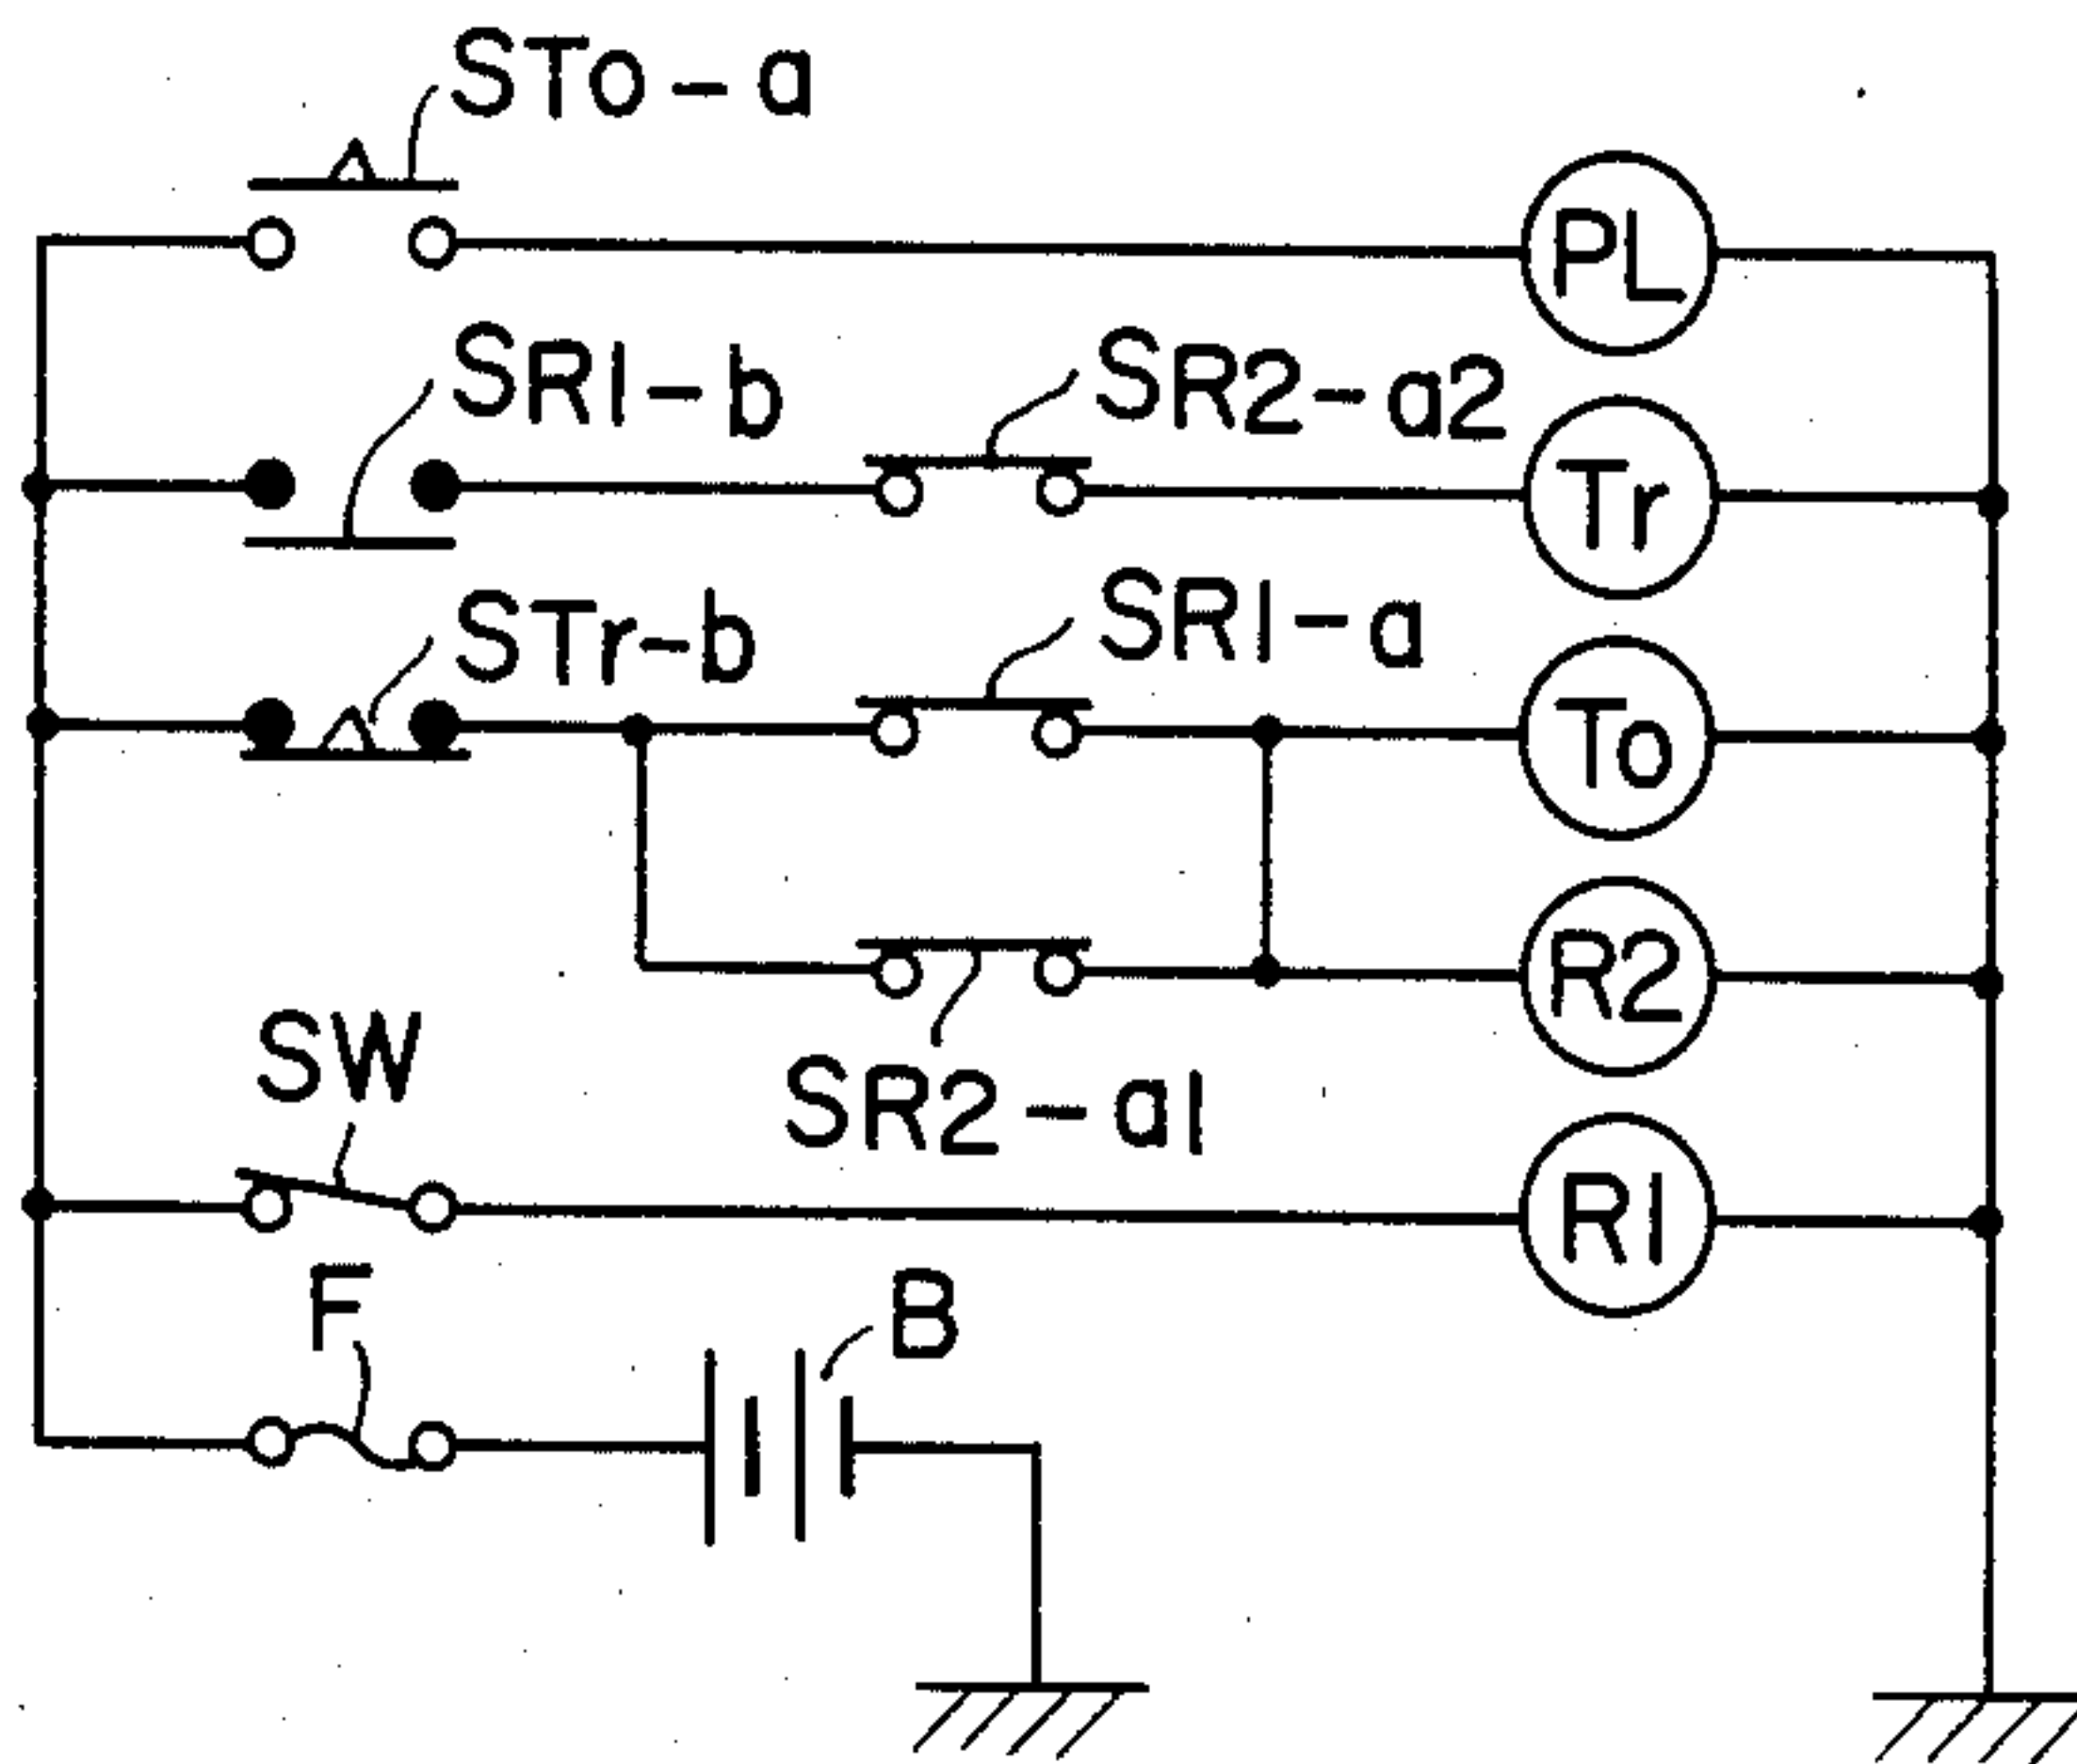 STo-a
PL
SR1-b
SR2-a2
Tr
STr-b
SR1-a
To
R2
SW
SR2-a1
R1
F
B